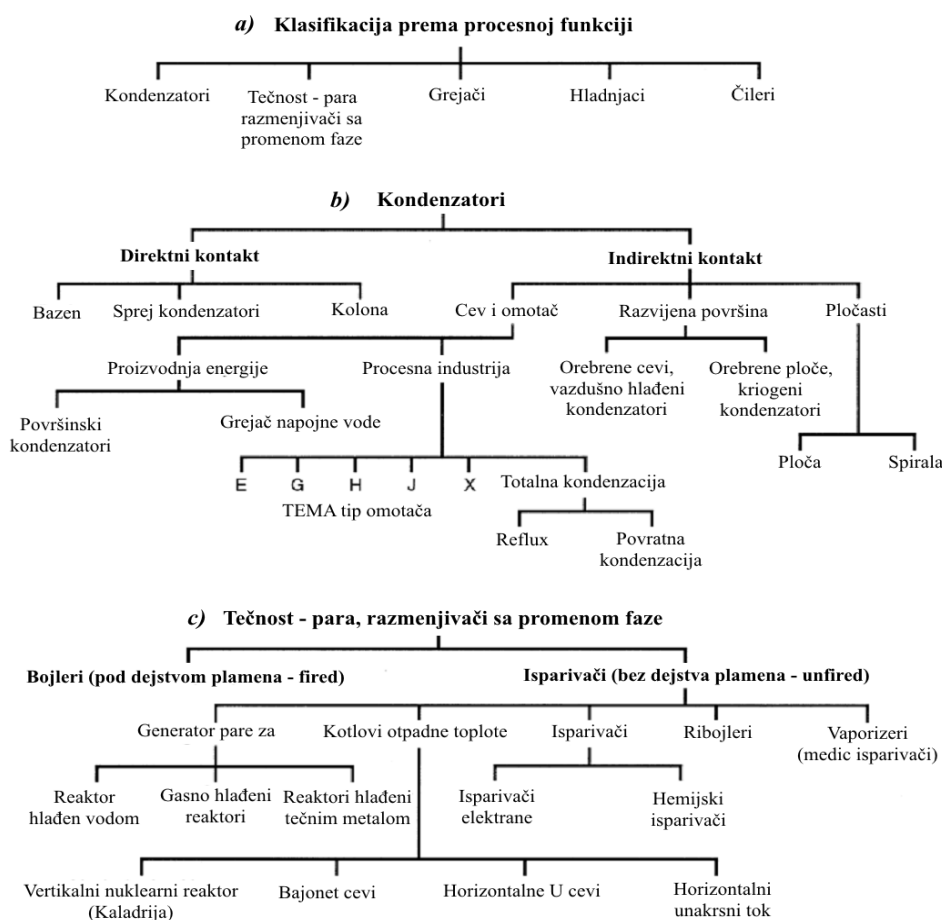 a) Klasifikacija prema procesnoj funkciji
Kondenzatori
Tečnost - para
razmenjivači sa
promenom faze
Grejači
Hladnjaci
Čileri
b) Kondenzatori
Direktni kontakt
Indirektni kontakt
Bazen
Sprej kondenzatori
Kolona
Cev i omotač
Razvijena površina
Pločasti
Proizvodnja energije
Procesna industrija
Orebrene cevi,
vazdušno hlađeni
kondenzatori
Orebrene ploče,
kriogeni
kondenzatori
Površinski
kondenzatori
Grejač napojne vode
Ploča
Spirala
E
G
H
J
X
Totalna kondenzacija
TEMA tip omotača
Reflux
Povratna
kondenzacija
c) Tečnost - para, razmenjivači sa promenom faze
Bojleri (pod dejstvom plamena - fired)
Isparivači (bez dejstva plamena - unfired)
Generator pare za
Kotlovi otpadne toplote
Isparivači
Ribojleri
Vaporizeri
(medic isparivači)
Reaktor
hlađen vodom
Gasno hlađeni
reaktori
Reaktori hlađeni
tečnim metalom
Isparivači
elektrane
Hemijski
isparivači
Vertikalni nuklearni reaktor
(Kaladrija)
Bajonet cevi
Horizontalne U cevi
Horizontalni
unakrsni tok